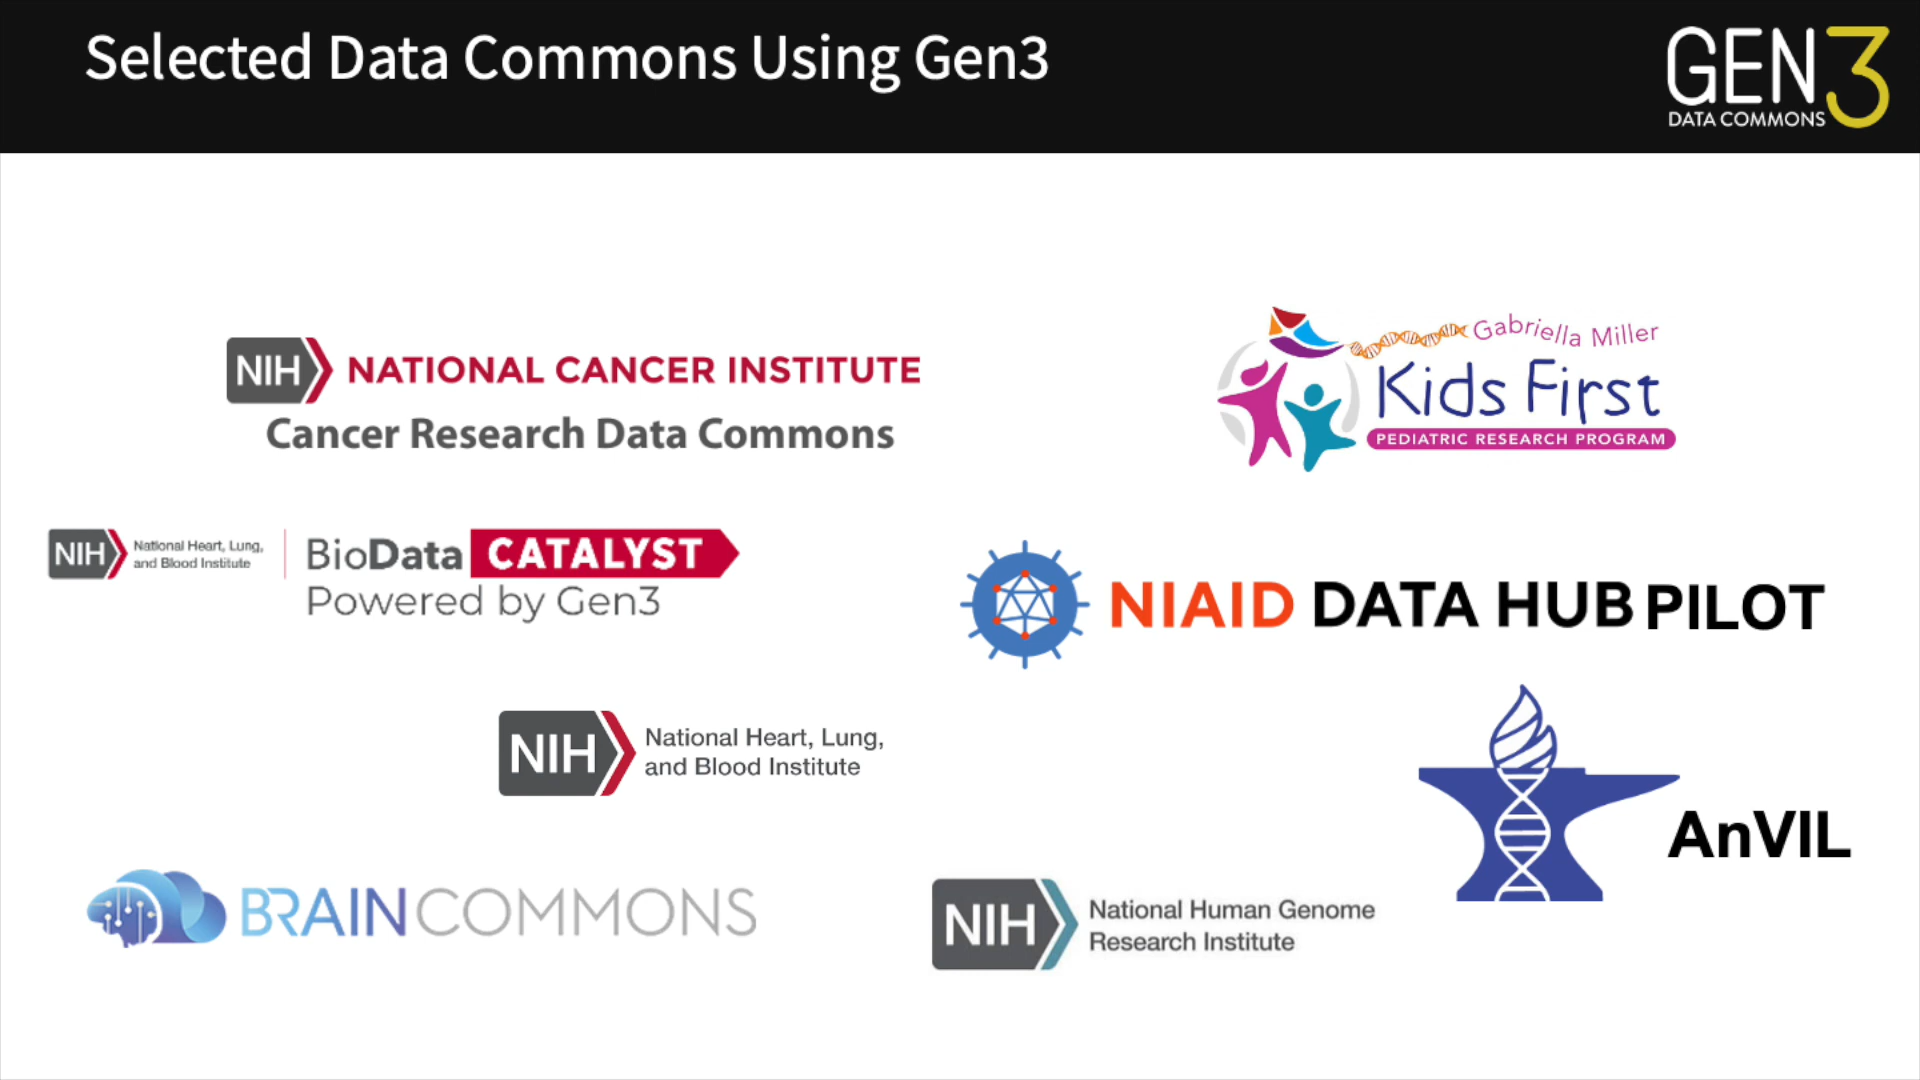 Selected Data Commons Using Gen3
GEN3
DATA COMMONS
NIH NATIONAL CANCER INSTITUTE
Cancer Research Data Commons
Gabriella Miller
Kids First
PEDIATRIC RESEARCH PROGRAM
NIH National Heart, Lung,
and Blood Institute
BioData CATALYST
Powered by Gen3
NIAID DATA HUB PILOT
NIH National Heart, Lung,
and Blood Institute
AnVIL
BRAINCOMMONS
NIH National Human Genome
Research Institute